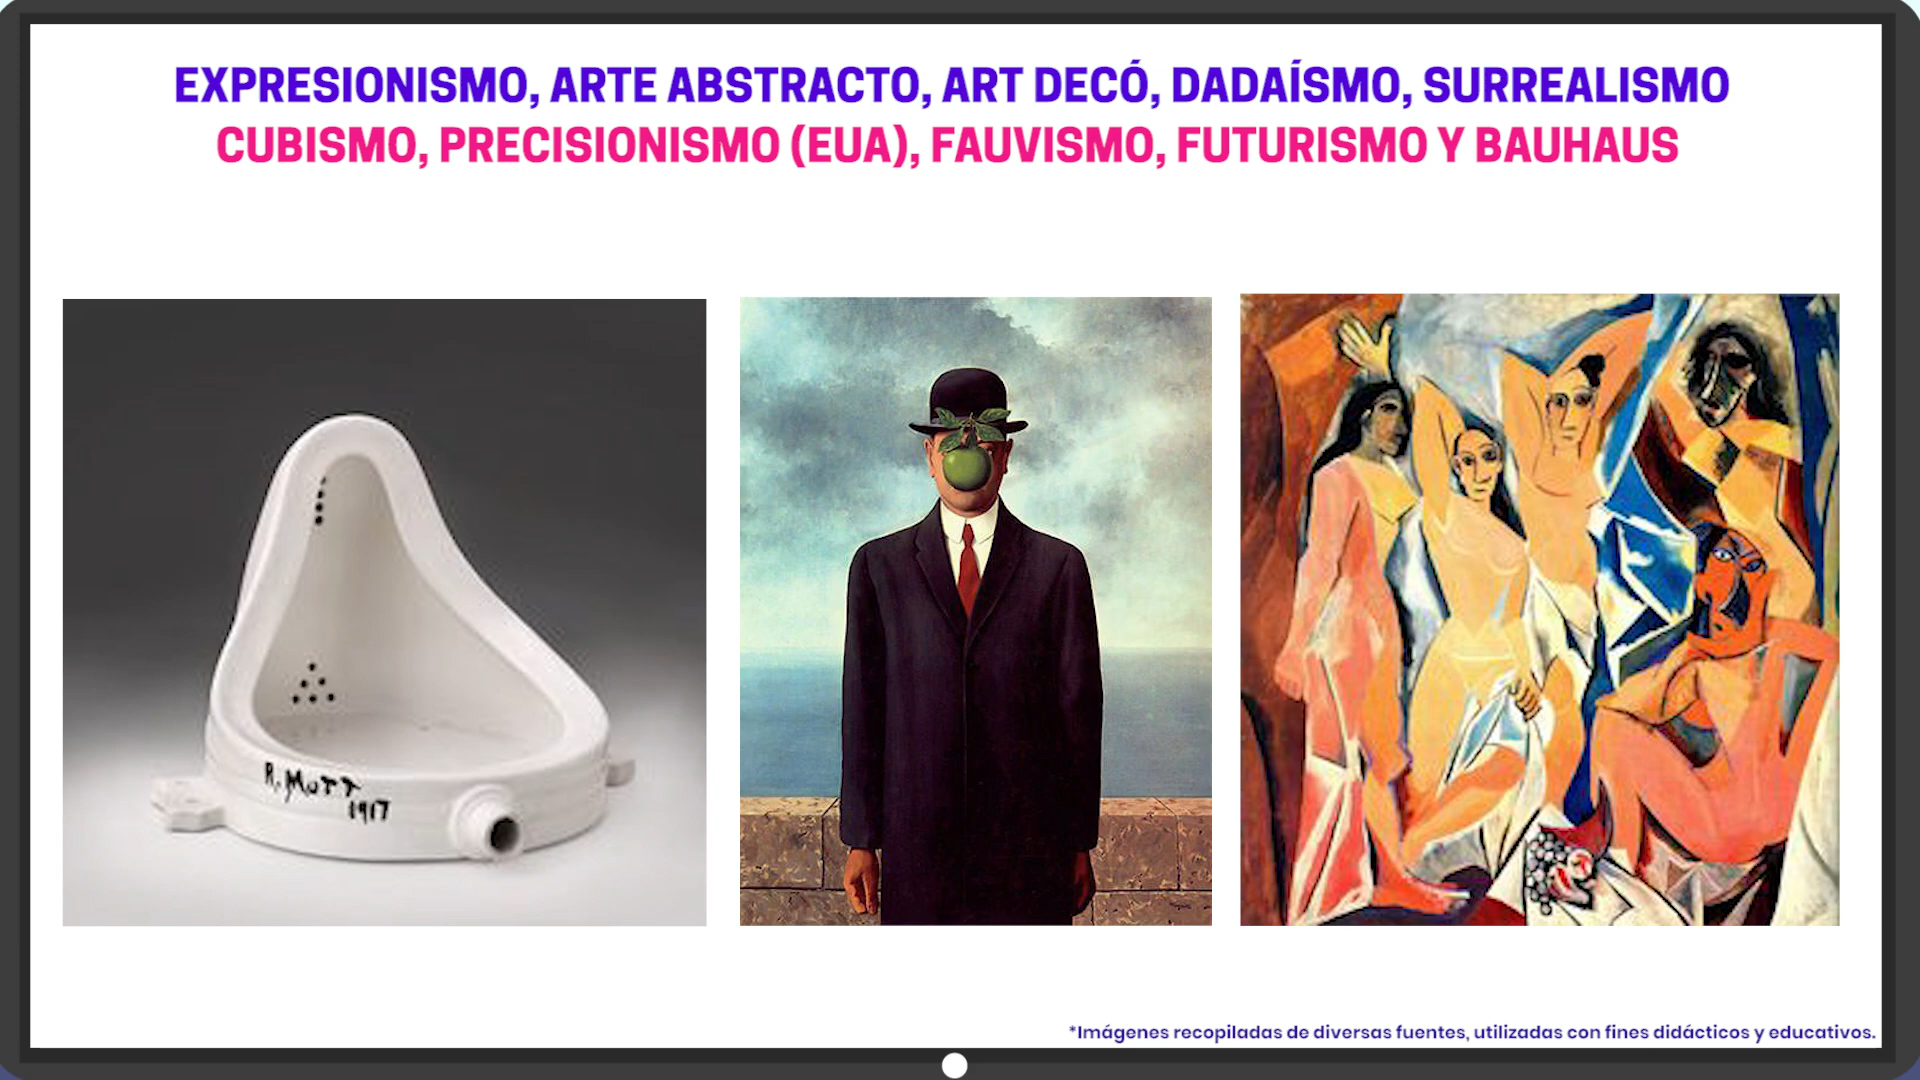 EXPRESIONISMO, ARTE ABSTRACTO, ART DECÓ, DADAÍSMO, SURREALISMO
CUBISMO, PRECISIONISMO (EUA), FAUVISMO, FUTURISMO Y BAUHAUS
R. MUTT
1917
*Imágenes recopiladas de diversas fuentes, utilizadas con fines didácticos y educativos.